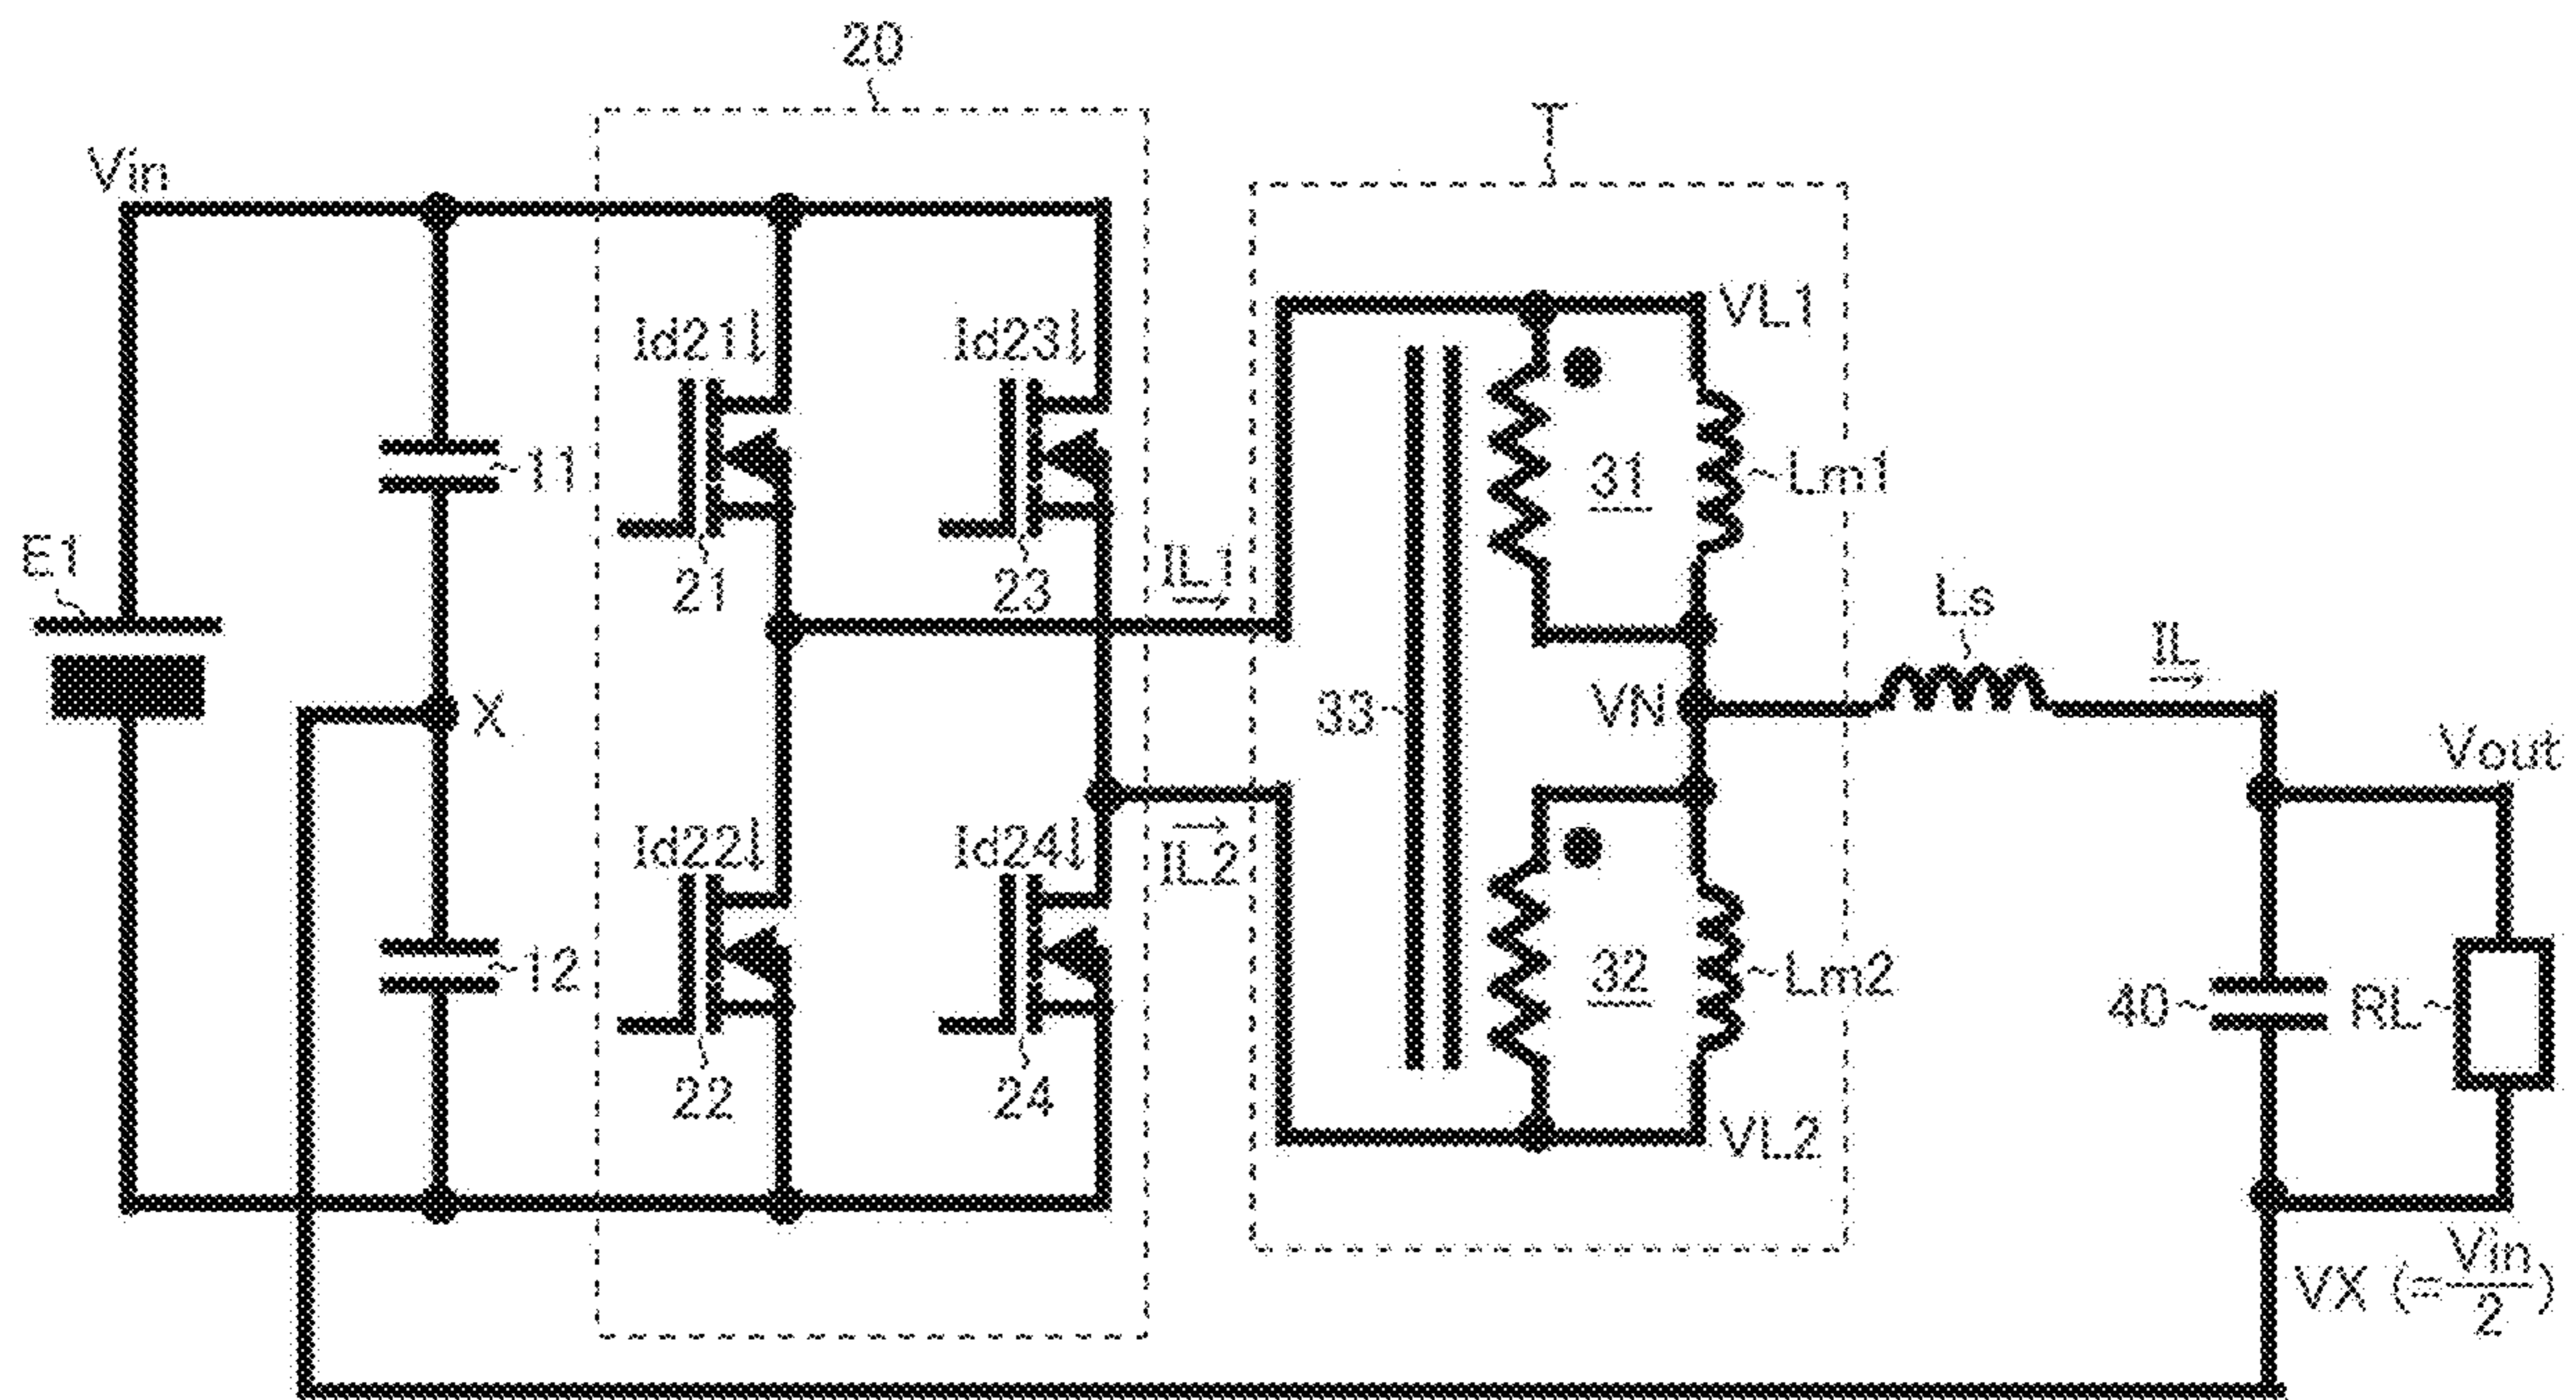 20
T
Vin
Id21↓
Id23↓
VL1
11
31
Lm1
E1
21
23
IL1
→
Ls
IL
→
X
33
VN
Vout
Id22↓
Id24↓
→
IL2
12
32
Lm2
40
RL
22
24
VL2
VX (=Vin/2)